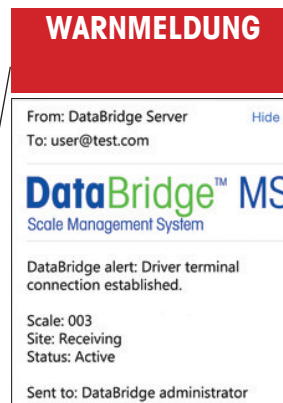 WARNMELDUNG
From: DataBridge Server Hide
To: user@test.com
DataBridge™ MS
Scale Management System
DataBridge alert: Driver terminal
connection established.
Scale: 003
Site: Receiving
Status: Active
Sent to: DataBridge administrator